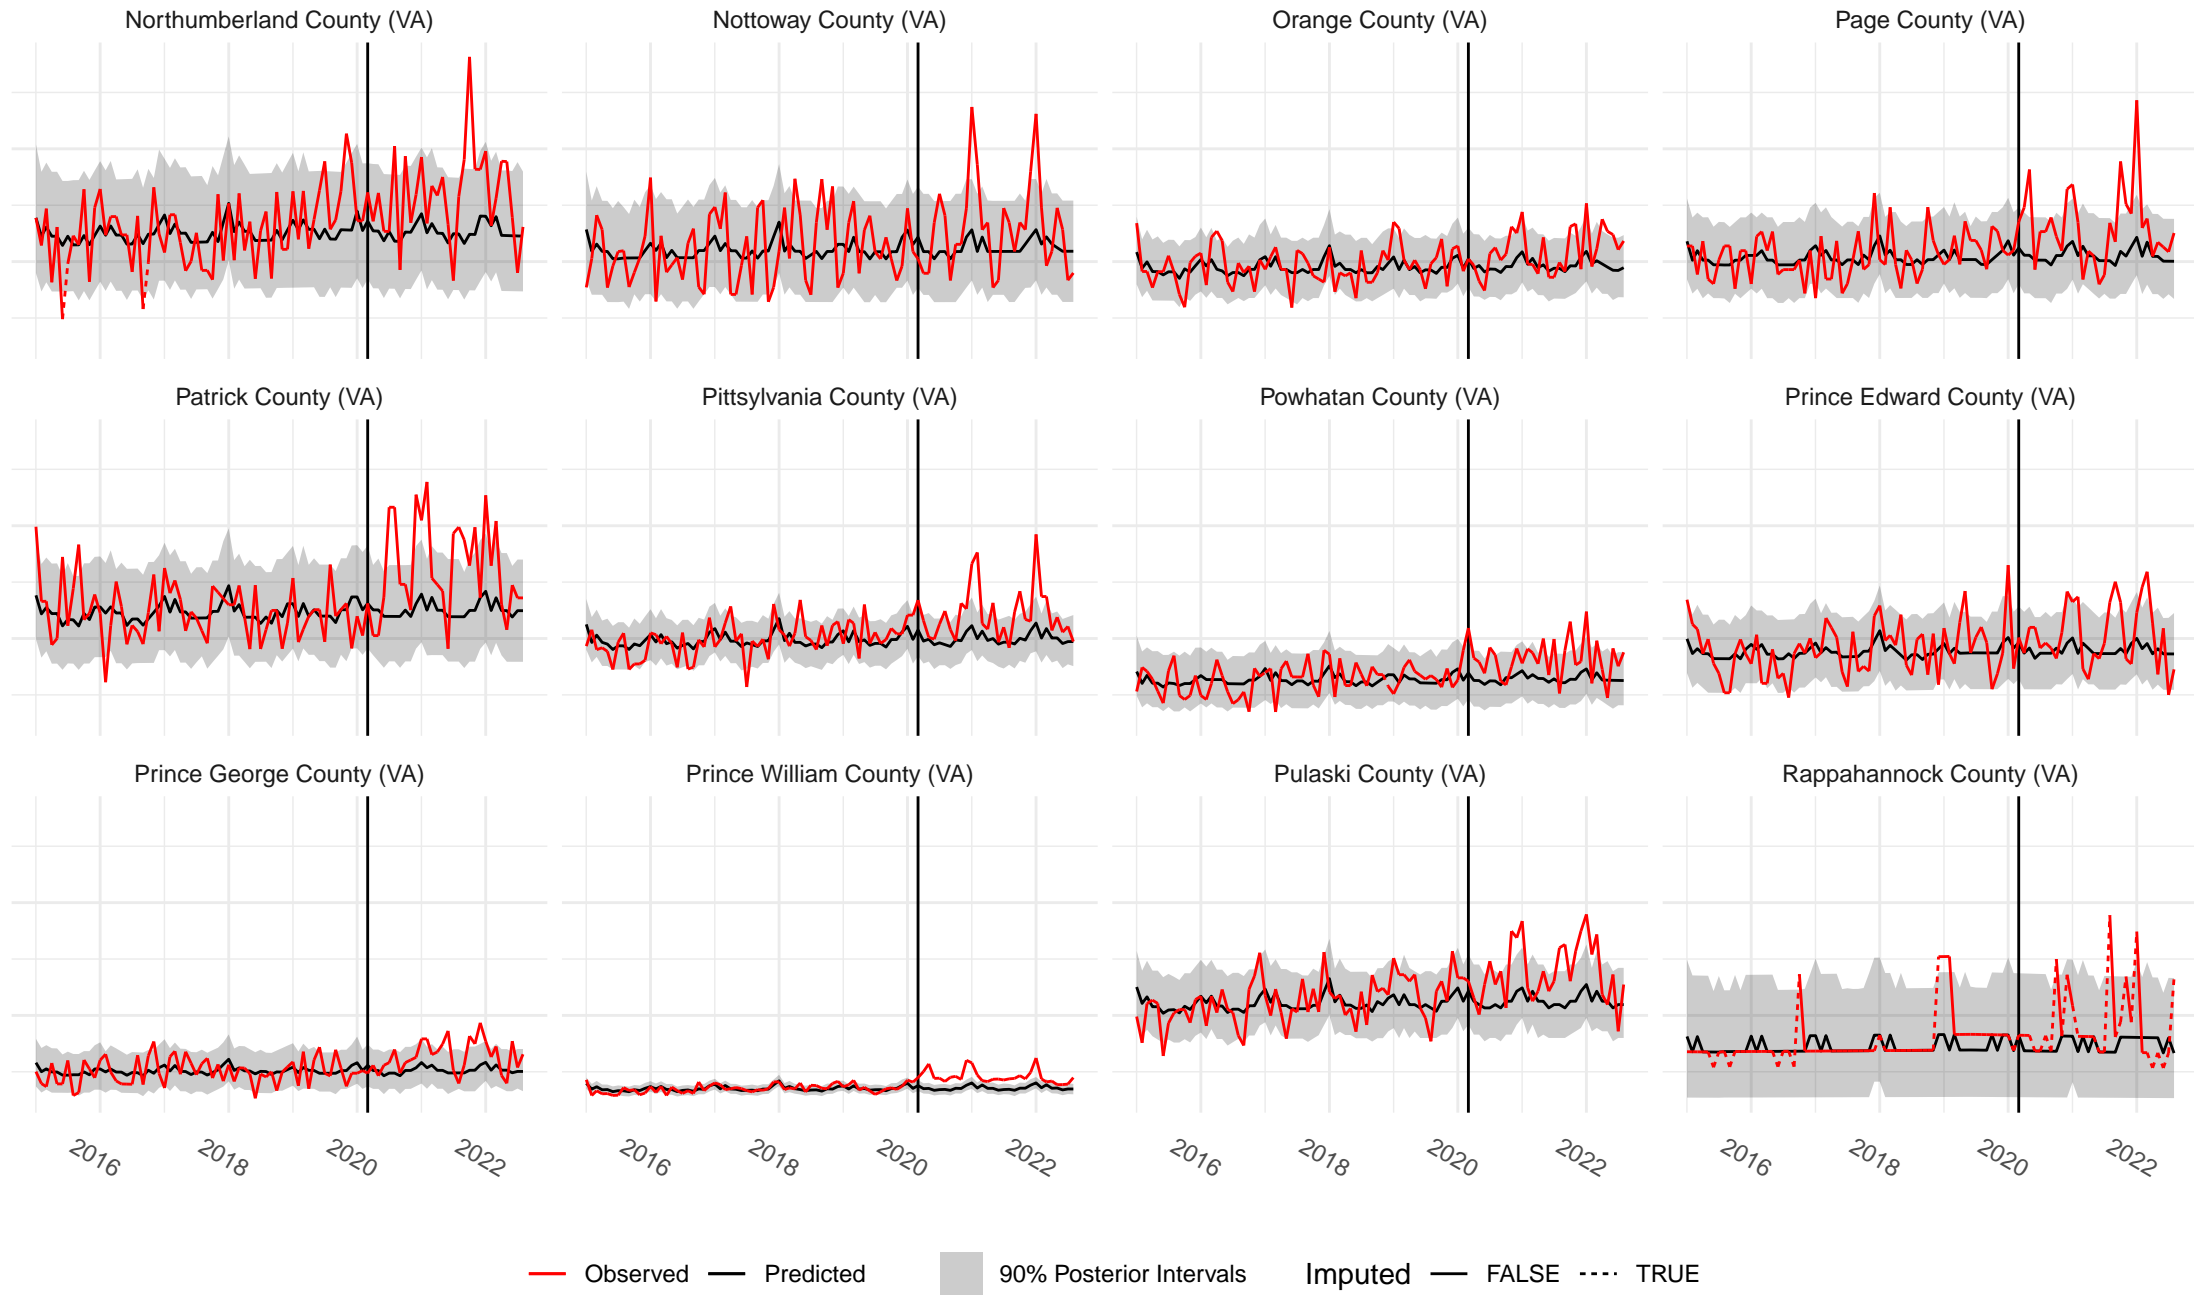 Northumberland County (VA) Nottoway County (VA) Orange County (VA) Page County (VA)
Patrick County (VA) Pittsylvania County (VA) Powhatan County (VA) Prince Edward County (VA)
Prince George County (VA) Prince William County (VA) Pulaski County (VA) Rappahannock County (VA)
2016 2018 2020 2022 2016 2018 2020 2022 2016 2018 2020 2022 2016 2018 2020 2022
Observed Predicted 90% Posterior Intervals Imputed FALSE TRUE